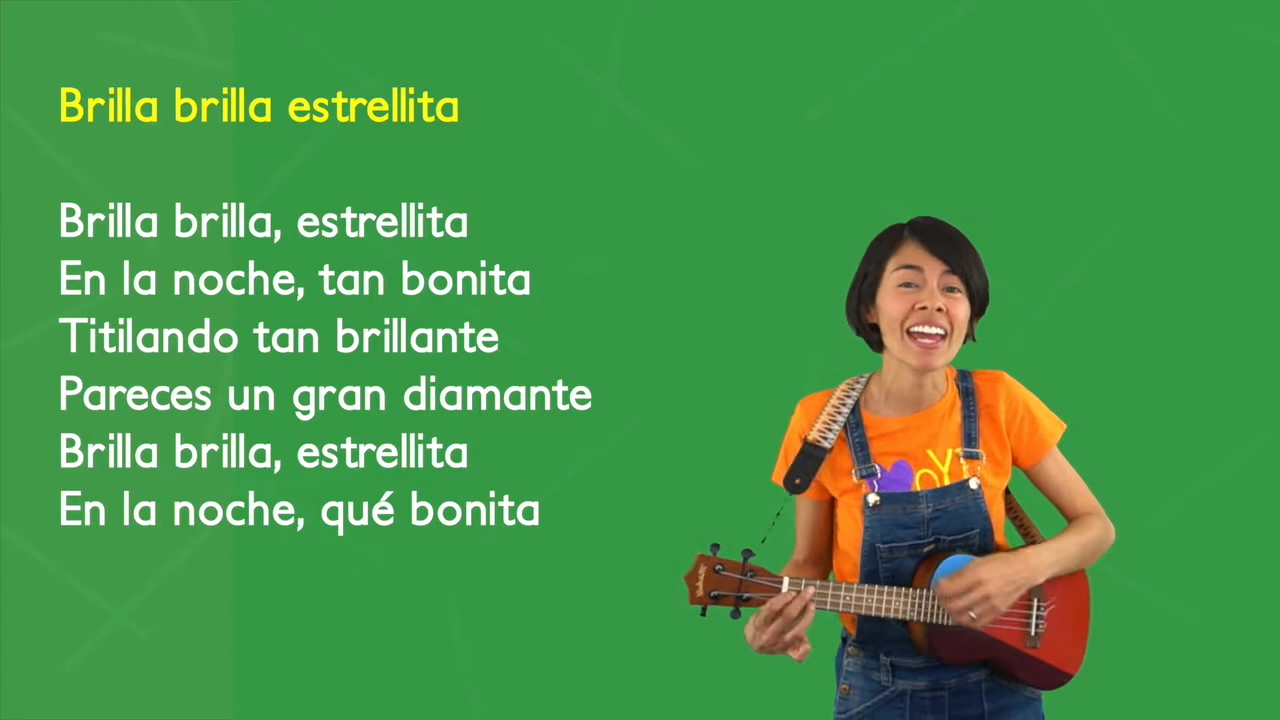 Brilla brilla estrellita
Brilla brilla, estrellita
En la noche, tan bonita
Titilando tan brillante
Pareces un gran diamante
Brilla brilla, estrellita
En la noche, qué bonita